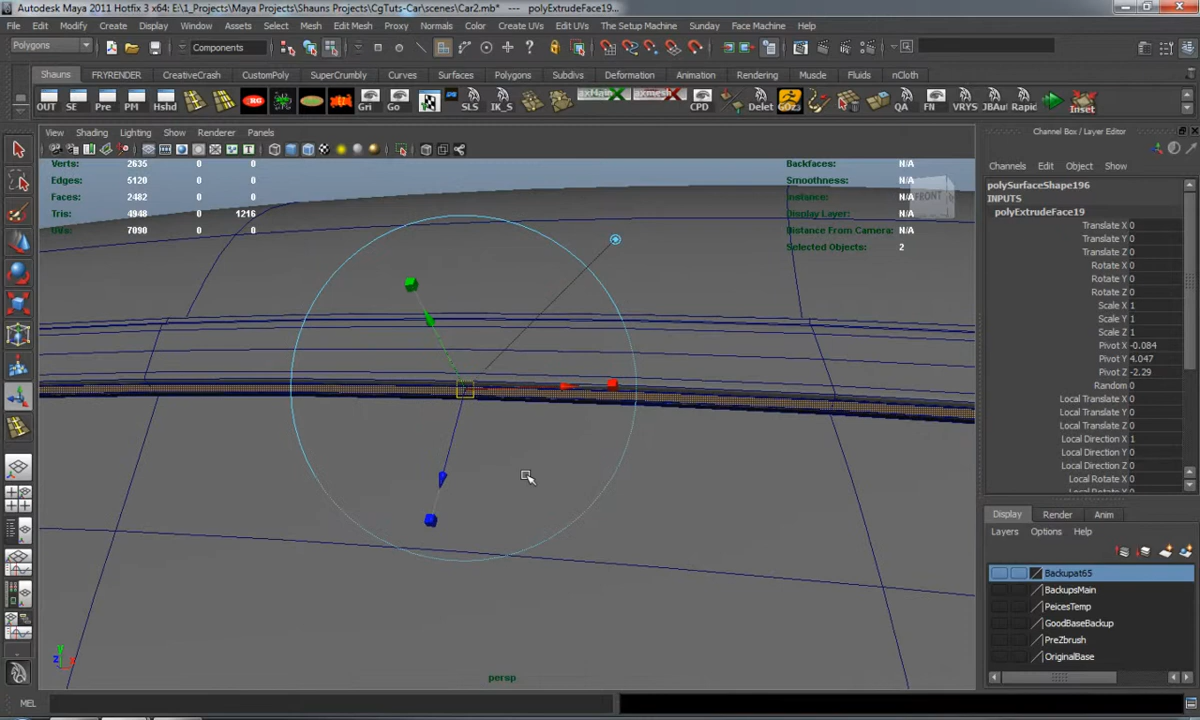 Autodesk Maya 2011 Hotfix 3 x64: E:\1_Projects\Maya Projects\Shauns Projects\CgTuts-Car\scenes\Car2.mb* --- polyExtrudeFace19...
File Edit Modify Create Display Window Assets Select Mesh Edit Mesh Proxy Normals Color Create UVs Edit UVs The Setup Machine Sunday Face Machine Help
Polygons Components
Shauns FRYRENDER CreativeCrash CustomPoly SuperCrumbly Curves Surfaces Polygons Subdivs Deformation Animation Rendering Muscle Fluids nCloth
OUT SE Pre PM Hshd Gri Go SLS IK_S axMain axmesh CPD Delet GOz QA FN VRYS JBAu Rapic Inset
View Shading Lighting Show Renderer Panels
Channel Box / Layer Editor
Verts: 2635 0 0
Edges: 5120 0 0
Faces: 2482 0 0
Tris: 4948 1216 0
UVs: 7090 0 0
Backfaces: N/A
Smoothness: N/A
Instance: N/A
Display Layer: N/A
Distance From Camera: N/A
Selected Objects: 2
FRONT
Channels Edit Object Show
polySurfaceShape196
INPUTS
polyExtrudeFace19
Translate X 0
Translate Y 0
Translate Z 0
Rotate X 0
Rotate Y 0
Rotate Z 0
Scale X 1
Scale Y 1
Scale Z 1
Pivot X -0.084
Pivot Y 4.047
Pivot Z -2.29
Random 0
Local Translate X 0
Local Translate Y 0
Local Translate Z 0
Local Direction X 1
Local Direction Y 0
Local Direction Z 0
Local Rotate X 0
Local Rotate Y 0
Display Render Anim
Layers Options Help
Backupat65
BackupsMain
PeicesTemp
GoodBaseBackup
PreZbrush
OriginalBase
y
z x
persp
MEL